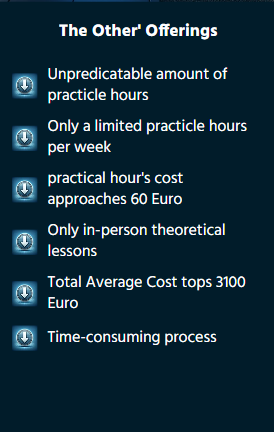 The Other' Offerings
Unpredicatable amount of
practicle hours
Only a limited practicle hours
per week
practical hour's cost
approaches 60 Euro
Only in-person theoretical
lessons
Total Average Cost tops 3100
Euro
Time-consuming process